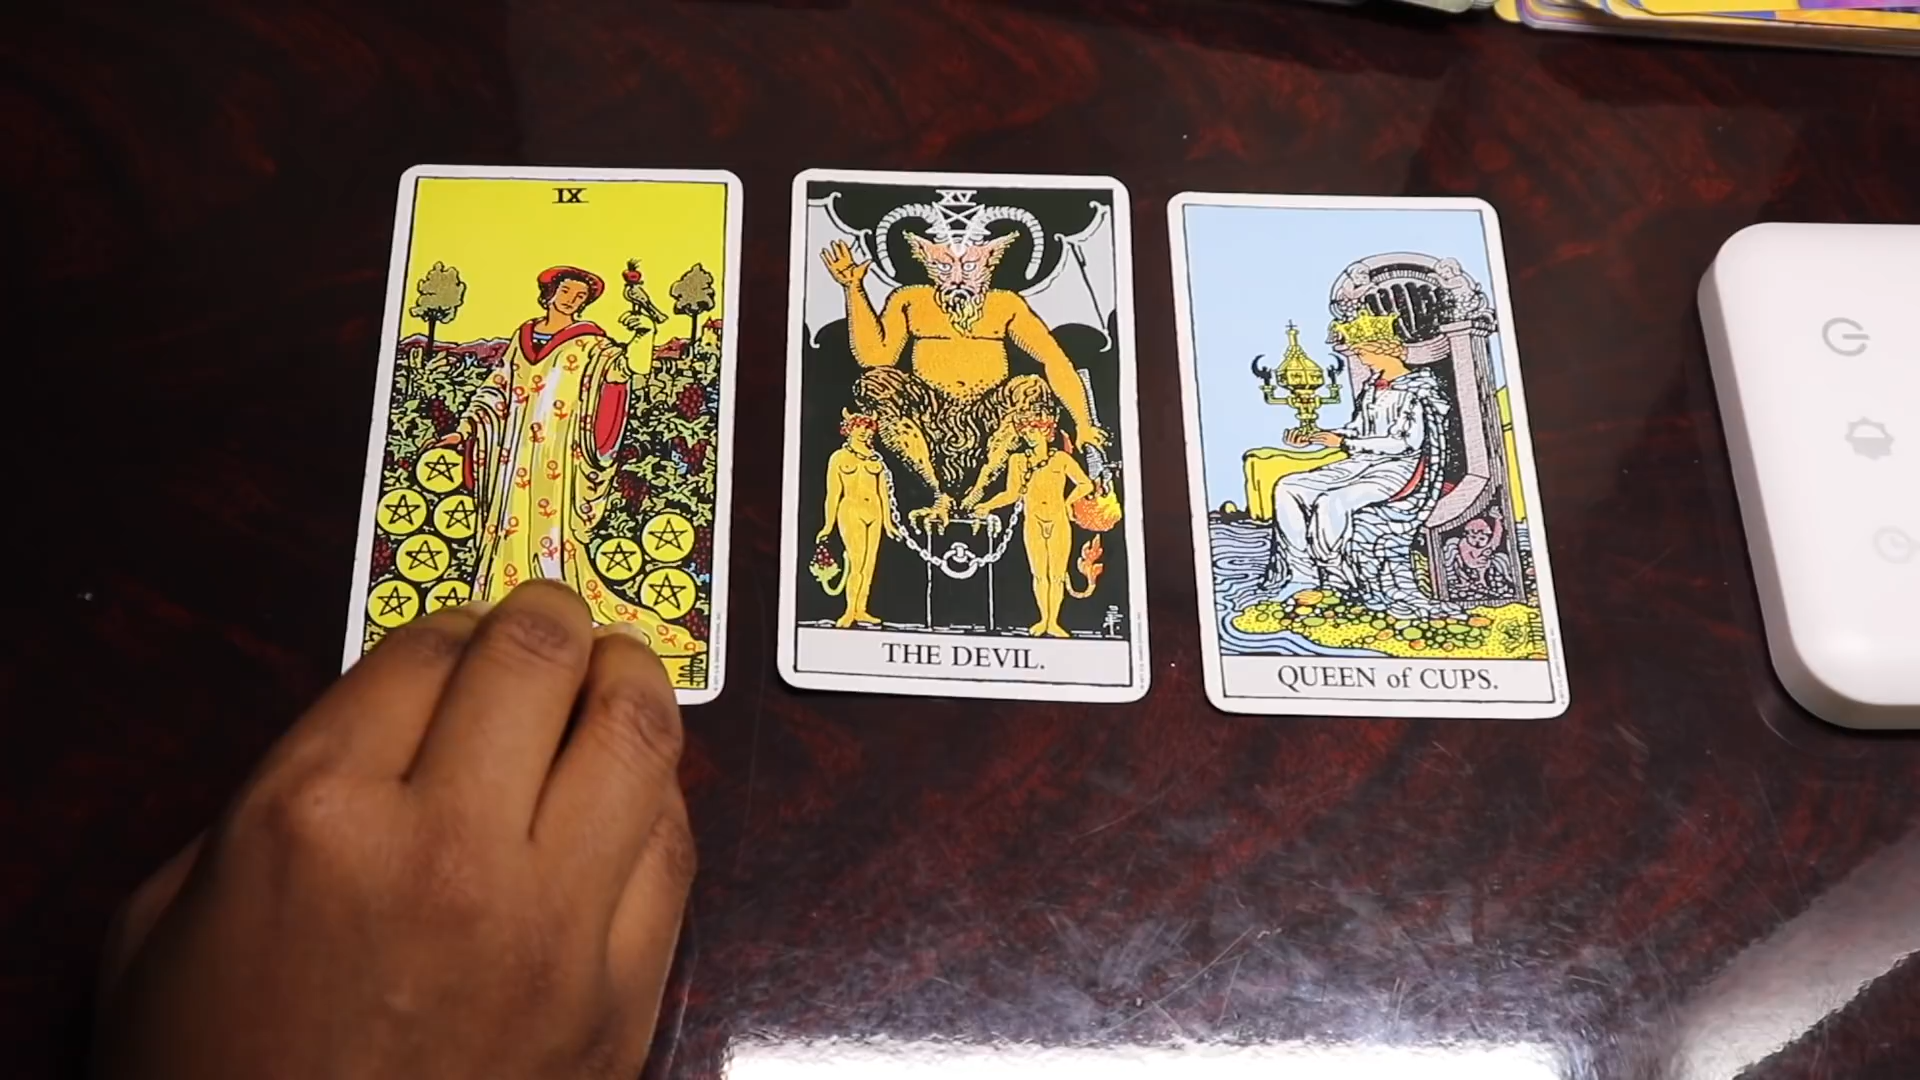 IX
XV
THE DEVIL.
QUEEN of CUPS.